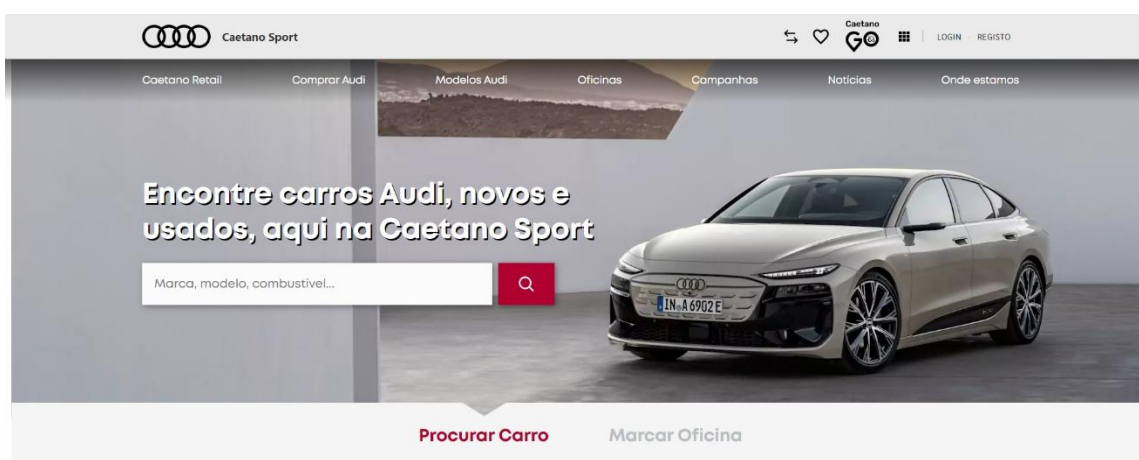 Caetano Sport
Caetano
GO
LOGIN
REGISTO
Caetano Retail
Comprar Audi
Modelos Audi
Oficinas
Campanhas
Notícias
Onde estamos
Encontre carros Audi, novos e
usados, aqui na Caetano Sport
Marca, modelo, combustível...
IN A 6902 E
Procurar Carro
Marcar Oficina